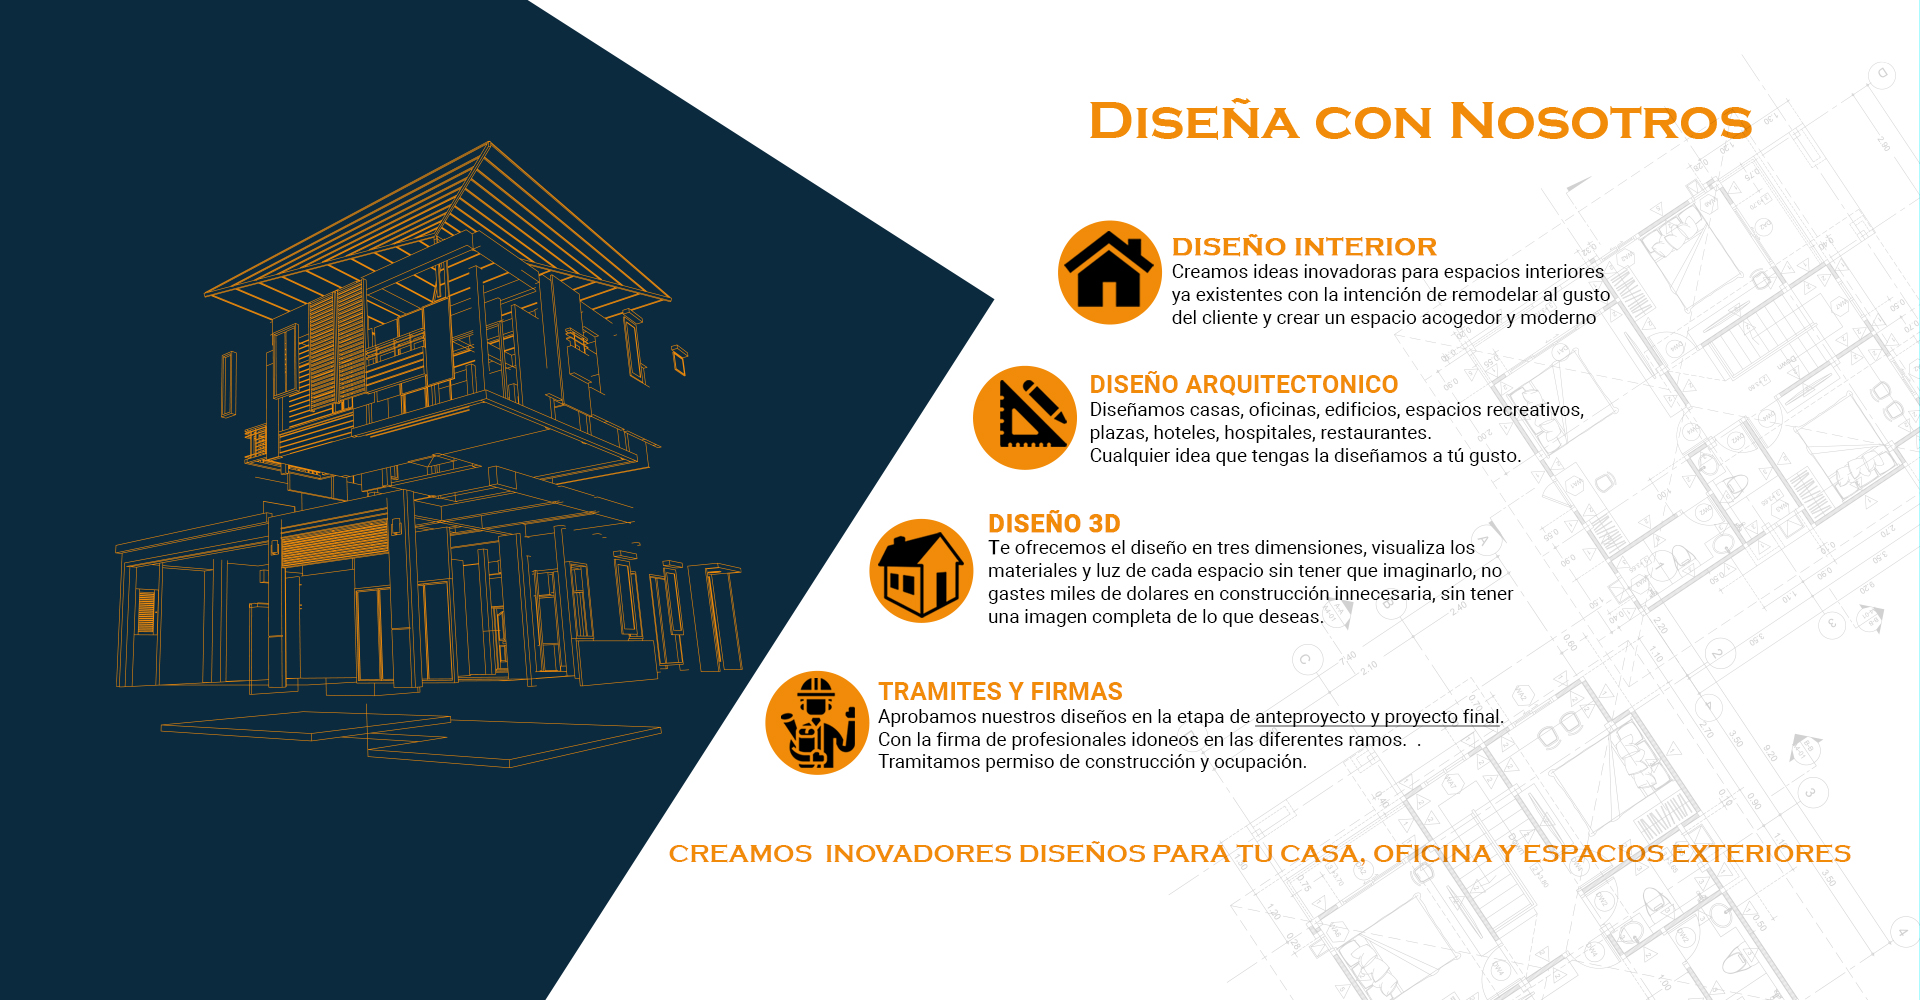 DISEÑA CON NOSOTROS
DISEÑO INTERIOR
Creamos ideas inovadoras para espacios interiores
ya existentes con la intención de remodelar al gusto
del cliente y crear un espacio acogedor y moderno
DISEÑO ARQUITECTONICO
Diseñamos casas, oficinas, edificios, espacios recreativos,
plazas, hoteles, hospitales, restaurantes.
Cualquier idea que tengas la diseñamos a tú gusto.
DISEÑO 3D
Te ofrecemos el diseño en tres dimensiones, visualiza los
materiales y luz de cada espacio sin tener que imaginarlo, no
gastes miles de dolares en construcción innecesaria, sin tener
una imagen completa de lo que deseas.
TRAMITES Y FIRMAS
Aprobamos nuestros diseños en la etapa de anteproyecto y proyecto final.
Con la firma de profesionales idoneos en las diferentes ramos. .
Tramitamos permiso de construcción y ocupación.
CREAMOS INOVADORES DISEÑOS PARA TU CASA, OFICINA Y ESPACIOS EXTERIORES